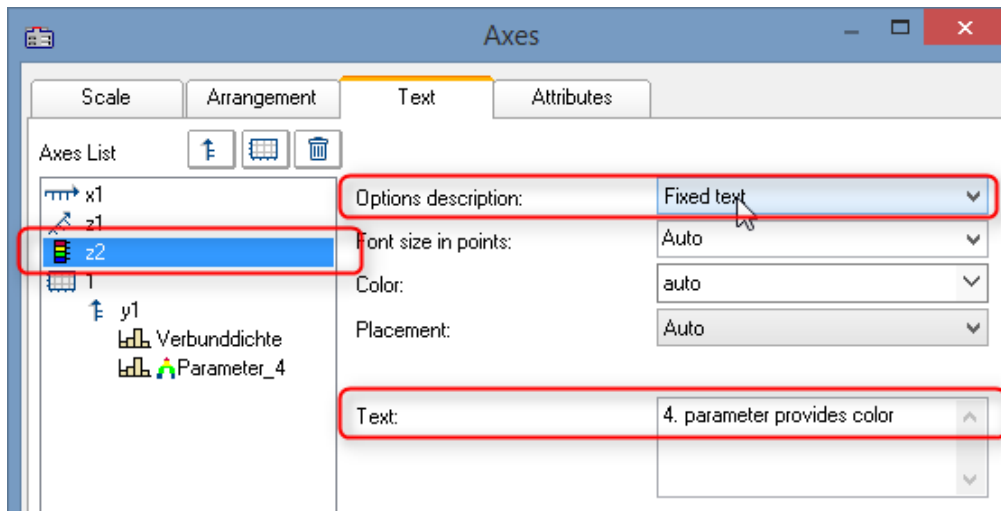 Axes
Scale
Arrangement
Text
Attributes
Axes List
x1
z1
z2
1
y1
Verbunddichte
Parameter_4
Options description:
Fixed text
Font size in points:
Auto
Color:
auto
Placement:
Auto
Text:
4. parameter provides color